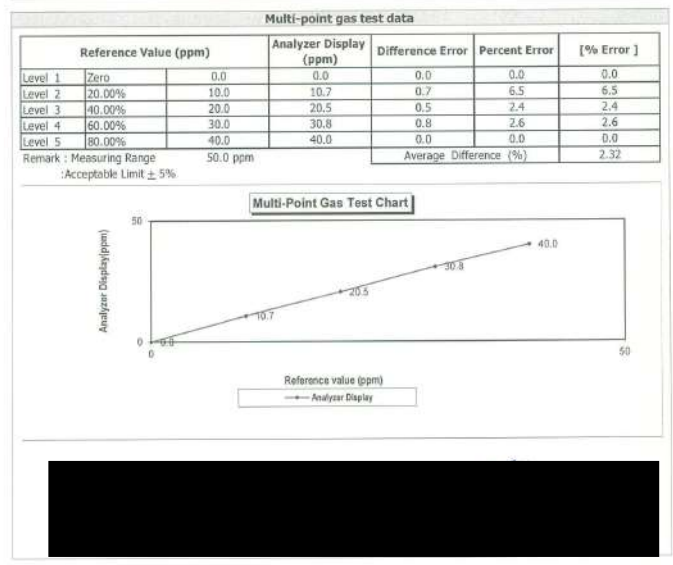 Multi-point gas test data
Reference Value (ppm) Analyzer Display (ppm) Difference Error Percent Error [% Error ]
Level 1 Zero 0.0 0.0 0.0 0.0 0.0
Level 2 20.00% 10.0 10.7 0.7 6.5 6.5
Level 3 40.00% 20.0 20.5 0.5 2.4 2.4
Level 4 60.00% 30.0 30.8 0.8 2.6 2.6
Level 5 80.00% 40.0 40.0 0.0 0.0 0.0
Remark : Measuring Range 50.0 ppm Average Difference (%) 2.32
:Acceptable Limit ± 5%
Multi-Point Gas Test Chart
50
Analyzer Display(ppm)
40.0
30.8
20.5
10.7
0 0.0
0 50
Reference value (ppm)
Analyzer Display